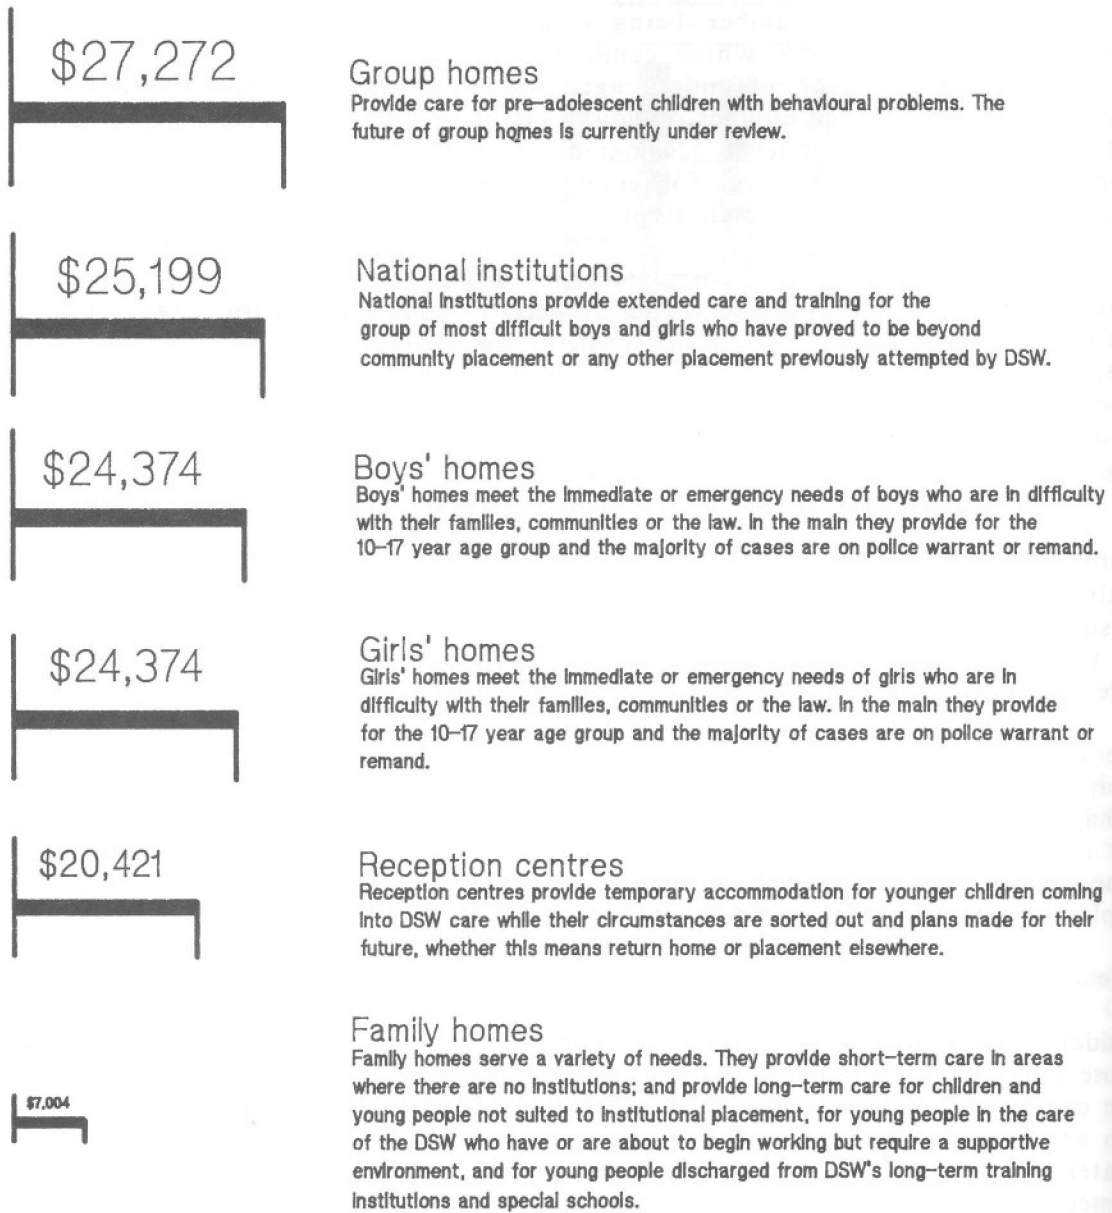 $27,272
Group homes
Provide care for pre-adolescent children with behavioural problems. The
future of group homes is currently under review.
$25,199
National institutions
National institutions provide extended care and training for the
group of most difficult boys and girls who have proved to be beyond
community placement or any other placement previously attempted by DSW.
$24,374
Boys' homes
Boys' homes meet the immediate or emergency needs of boys who are in difficulty
with their families, communities or the law. In the main they provide for the
10-17 year age group and the majority of cases are on police warrant or remand.
$24,374
Girls' homes
Girls' homes meet the immediate or emergency needs of girls who are in
difficulty with their families, communities or the law. In the main they provide
for the 10-17 year age group and the majority of cases are on police warrant or
remand.
$20,421
Reception centres
Reception centres provide temporary accommodation for younger children coming
into DSW care while their circumstances are sorted out and plans made for their
future, whether this means return home or placement elsewhere.
Family homes
$7,004
Family homes serve a variety of needs. They provide short-term care in areas
where there are no institutions; and provide long-term care for children and
young people not suited to institutional placement, for young people in the care
of the DSW who have or are about to begin working but require a supportive
environment, and for young people discharged from DSW's long-term training
institutions and special schools.